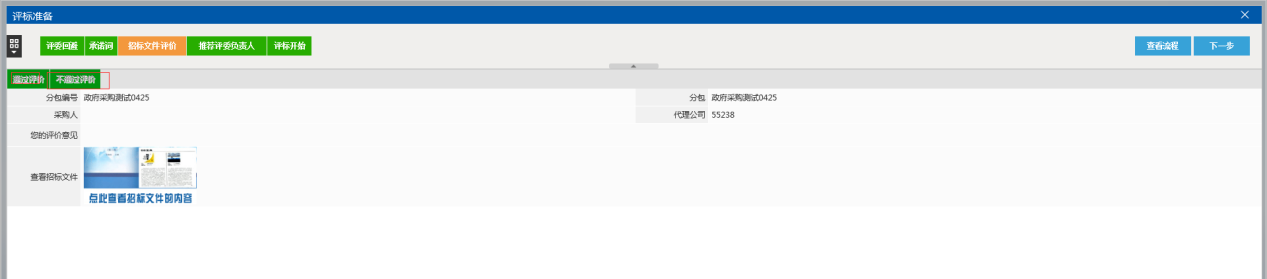 评标准备
评委回避 承诺词 招标文件评价 推荐评委负责人 评标开始 查看流程 下一步
通过评价 不通过评价
分包编号 政府采购测试0425 分包 政府采购测试0425
采购人 代理公司 55238
您的评价意见
查看招标文件
点此查看招标文件的内容